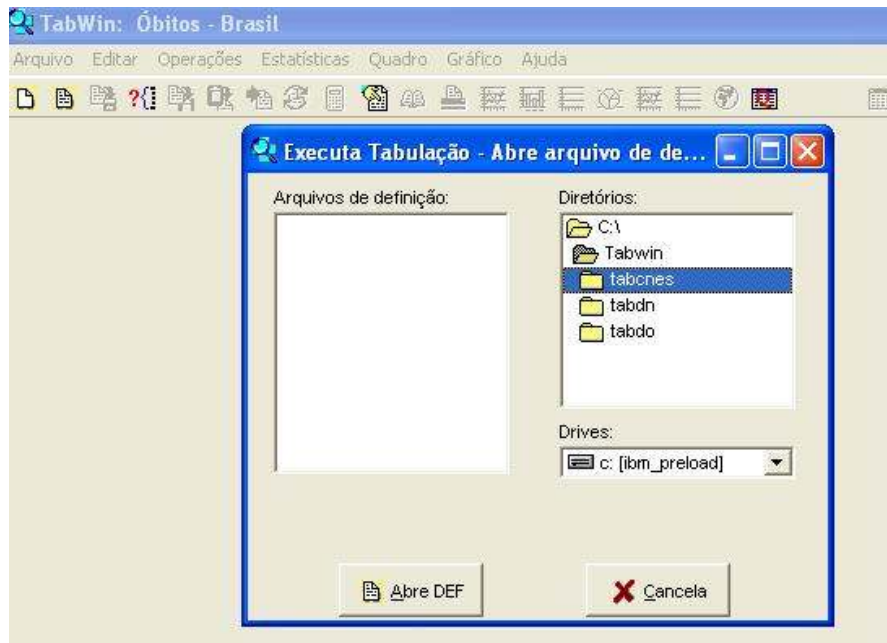 TabWin: Óbitos - Brasil
Arquivo Editar Operações Estatísticas Quadro Gráfico Ajuda
Executa Tabulação - Abre arquivo de de...
Arquivos de definição:
Diretórios:
C:\
Tabwin
tabcnes
tabdn
tabdo
Drives:
c: [ibm_preload]
Abre DEF
Cancela